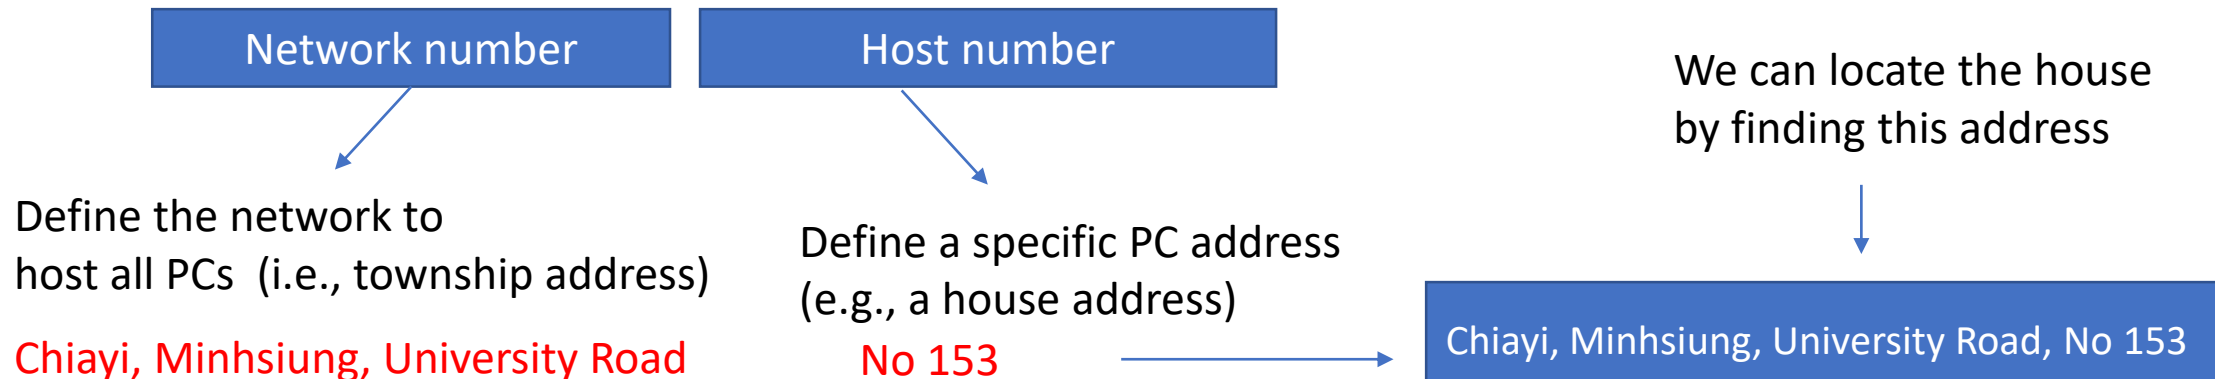 Network number
Host number
We can locate the house
by finding this address
Define the network to
host all PCs (i.e., township address)
Chiayi, Minhsiung, University Road
Define a specific PC address
(e.g., a house address)
No 153
Chiayi, Minhsiung, University Road, No 153